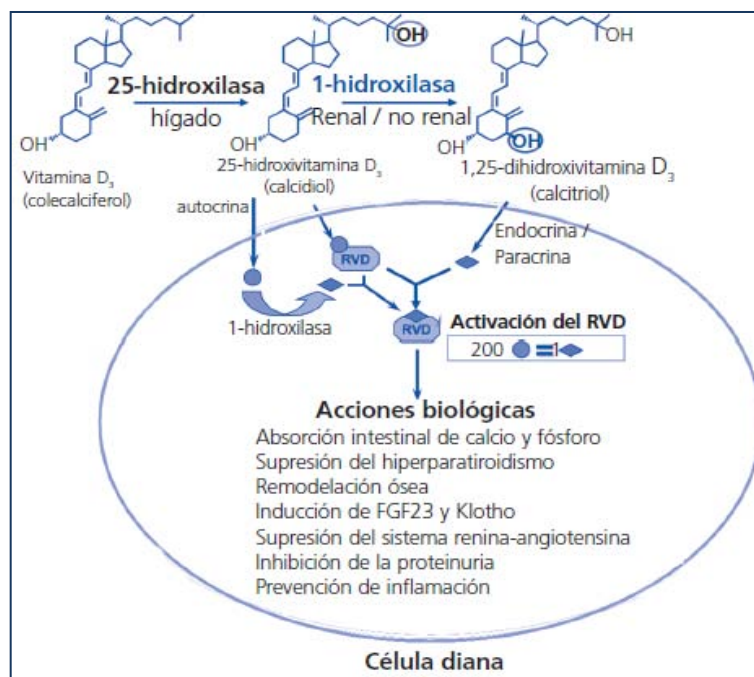 OH
OH
25-hidroxilasa
hígado
1-hidroxilasa
Renal / no renal
OH
OH
OH
OH
Vitamina D₃
(colecalciferol)
25-hidroxivitamina D₃
(calcidiol)
1,25-dihidroxivitamina D₃
(calcitriol)
autocrina
Endocrina /
Paracrina
RVD
1-hidroxilasa
RVD
Activación del RVD
200 = 1
Acciones biológicas
Absorción intestinal de calcio y fósforo
Supresión del hiperparatiroidismo
Remodelación ósea
Inducción de FGF23 y Klotho
Supresión del sistema renina-angiotensina
Inhibición de la proteinuria
Prevención de inflamación
Célula diana